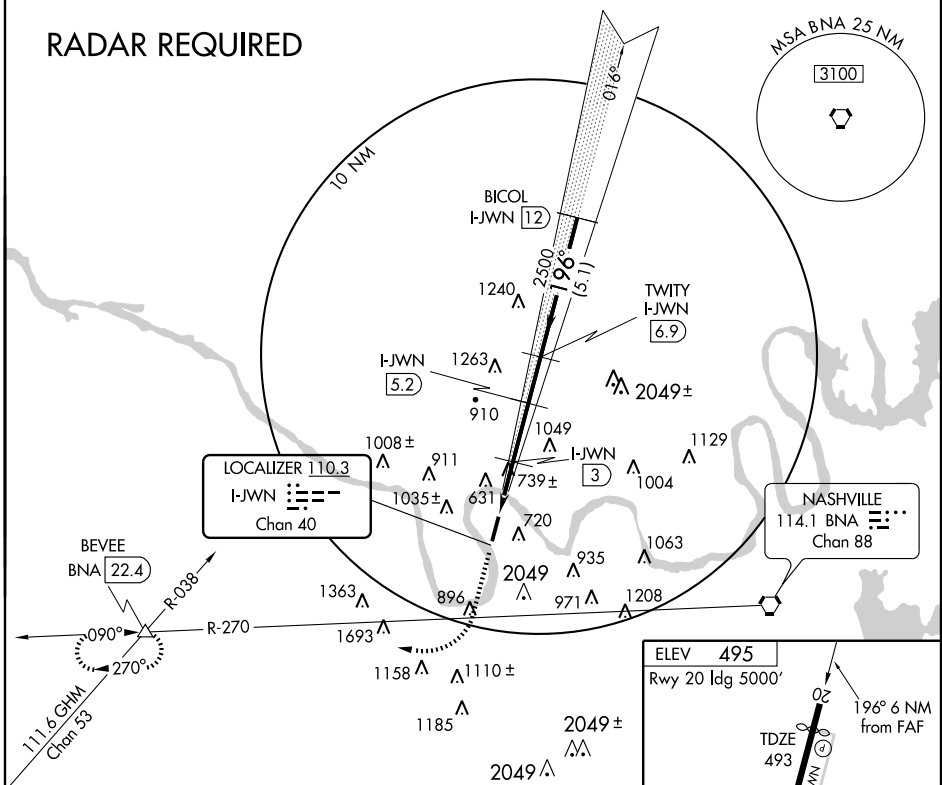 RADAR REQUIRED
MSA BNA 25 NM
3100
016°
10 NM
BICOL
I-JWN 12
2500
196°
(5.1)
1240
TWITY
I-JWN
6.9
1263
I-JWN
5.2
2049±
910
1049
1008±
911
I-JWN
3
1129
LOCALIZER 110.3
I-JWN
Chan 40
1035±
631
739±
1004
NASHVILLE
114.1 BNA
Chan 88
720
BEVEE
BNA 22.4
R-038
935
1063
2049
1363
896
971
1208
090°
R-270
1693
270°
1158
1110±
ELEV 495
Rwy 20 ldg 5000'
111.6 GHM
Chan 53
1185
20
196° 6 NM
from FAF
2049±
TDZE
493
P
2049